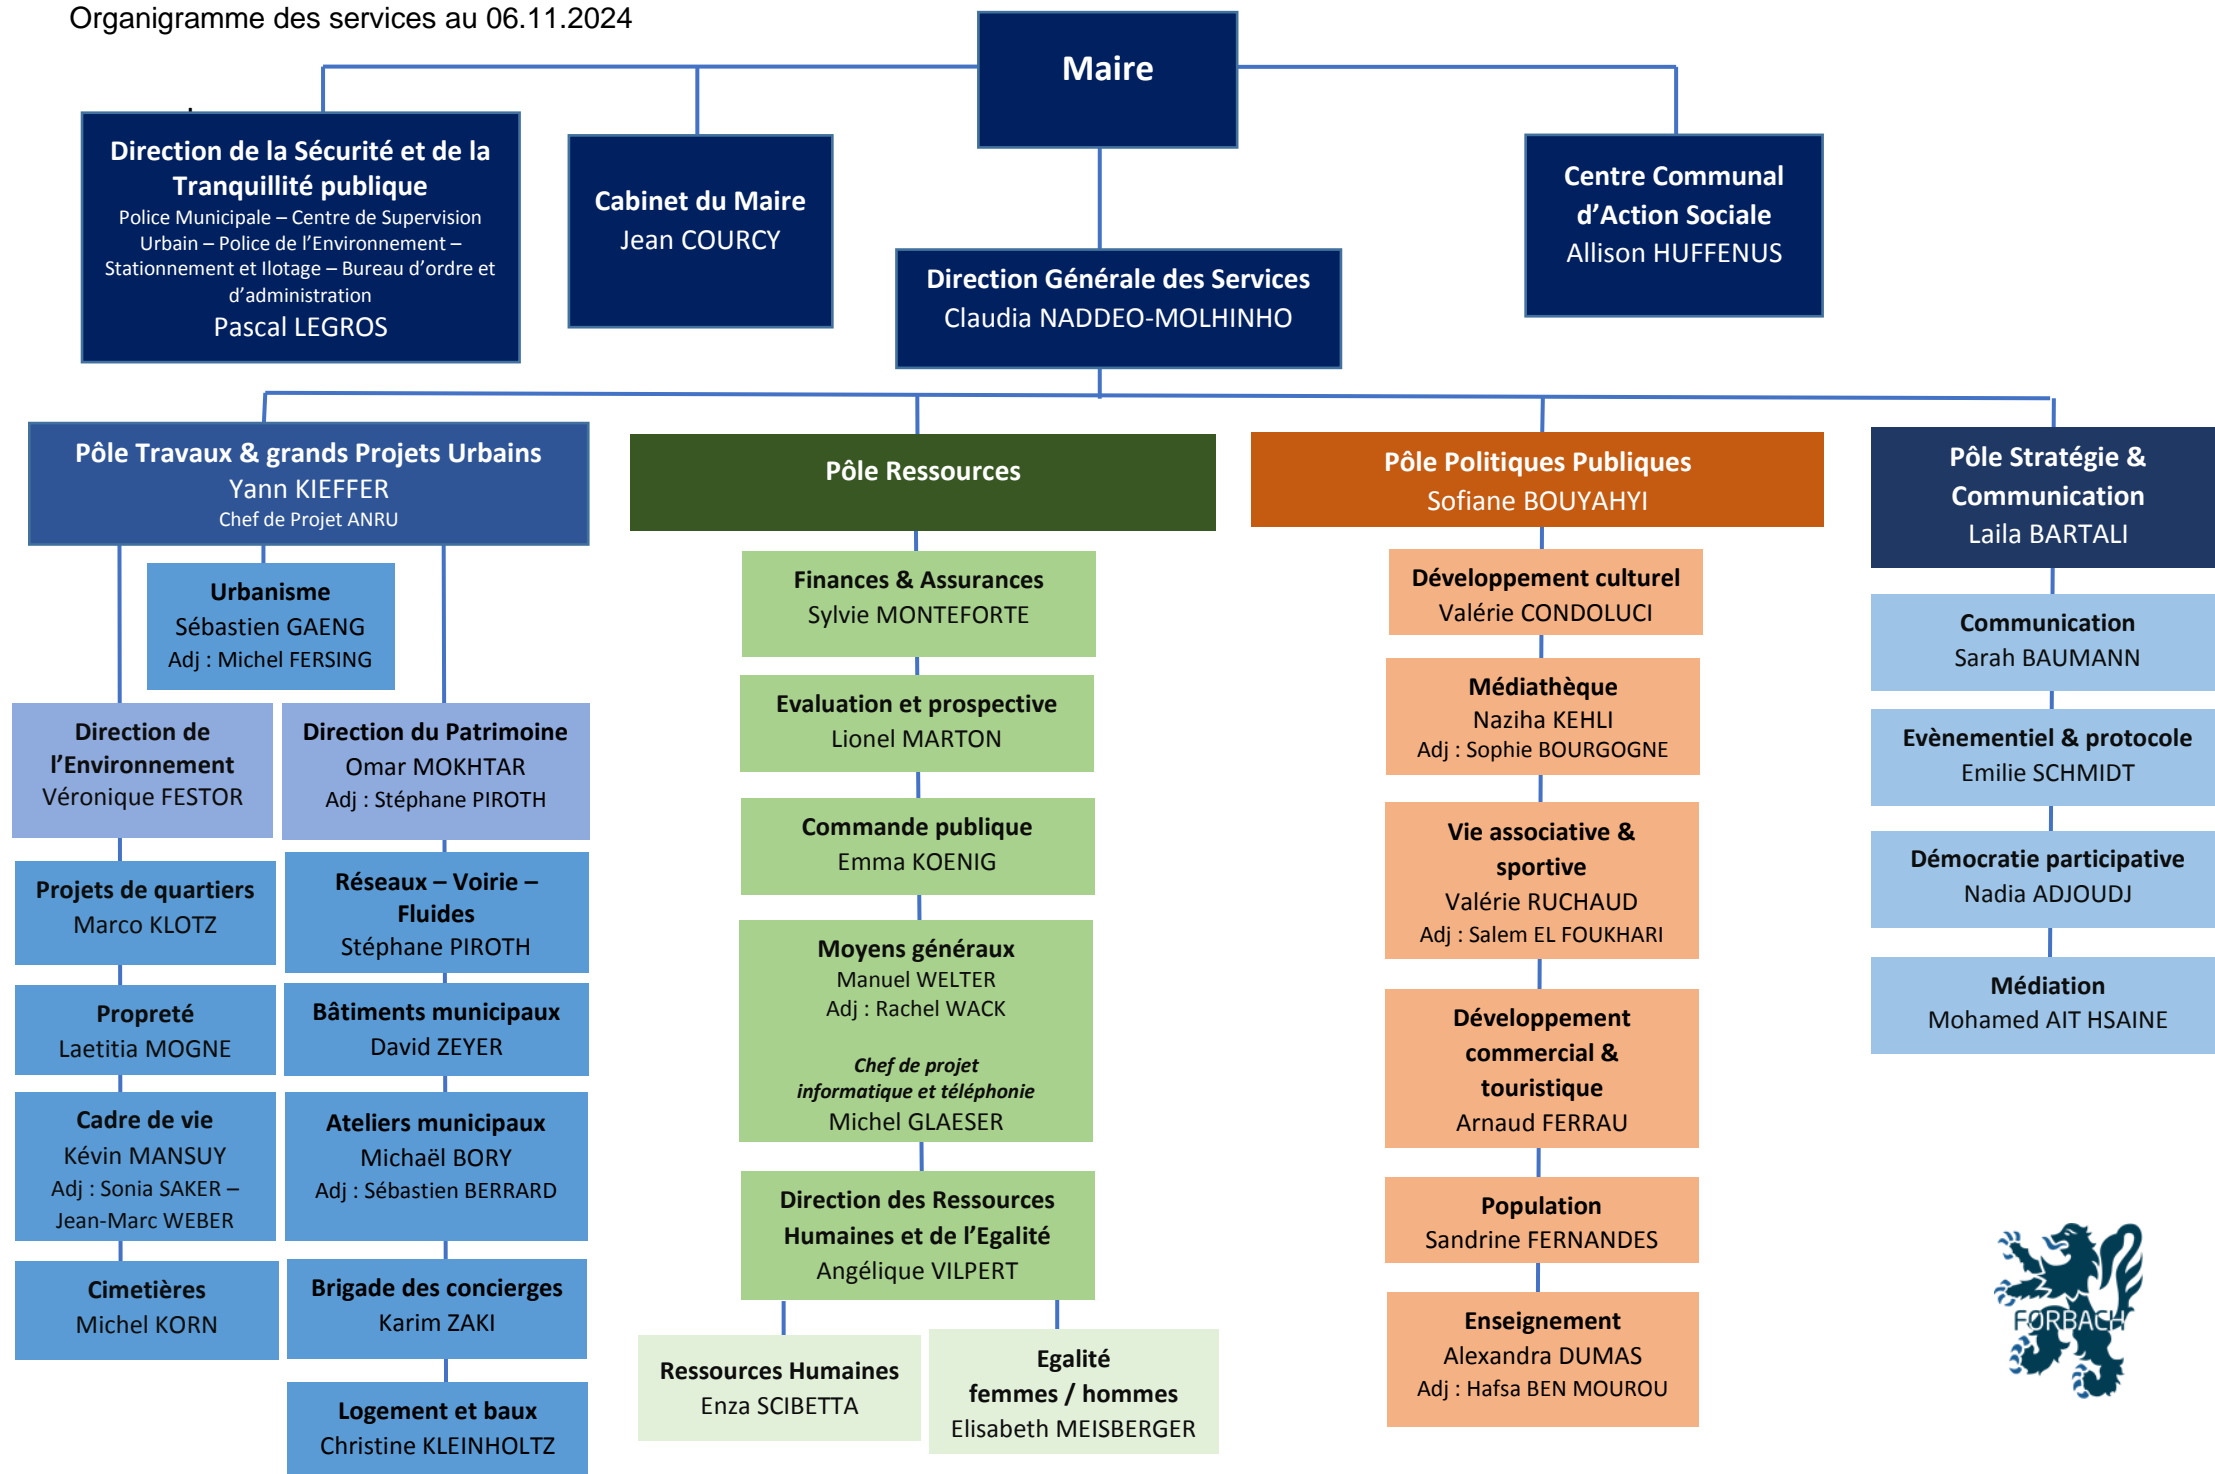 Organigramme des services au 06.11.2024
Maire
Direction de la Sécurité et de la
Tranquillité publique
Police Municipale – Centre de Supervision
Urbain – Police de l’Environnement –
Stationnement et Ilotage – Bureau d’ordre et
d’administration
Pascal LEGROS
Cabinet du Maire
Jean COURCY
Direction Générale des Services
Claudia NADDEO-MOLHINHO
Centre Communal
d’Action Sociale
Allison HUFFENUS
Pôle Travaux & grands Projets Urbains
Yann KIEFFER
Chef de Projet ANRU
Urbanisme
Sébastien GAENG
Adj : Michel FERSING
Direction de
l’Environnement
Véronique FESTOR
Projets de quartiers
Marco KLOTZ
Propreté
Laetitia MOGNE
Cadre de vie
Kévin MANSUY
Adj : Sonia SAKER –
Jean-Marc WEBER
Cimetières
Michel KORN
Direction du Patrimoine
Omar MOKHTAR
Adj : Stéphane PIROTH
Réseaux – Voirie –
Fluides
Stéphane PIROTH
Bâtiments municipaux
David ZEYER
Ateliers municipaux
Michaël BORY
Adj : Sébastien BERRARD
Brigade des concierges
Karim ZAKI
Logement et baux
Christine KLEINHOLTZ
Pôle Ressources
Finances & Assurances
Sylvie MONTEFORTE
Evaluation et prospective
Lionel MARTON
Commande publique
Emma KOENIG
Moyens généraux
Manuel WELTER
Adj : Rachel WACK
Chef de projet
informatique et téléphonie
Michel GLAESER
Direction des Ressources
Humaines et de l’Egalité
Angélique VILPERT
Ressources Humaines
Enza SCIBETTA
Egalité
femmes / hommes
Elisabeth MEISBERGER
Pôle Politiques Publiques
Sofiane BOUYAHYI
Développement culturel
Valérie CONDOLUCI
Médiathèque
Naziha KEHLI
Adj : Sophie BOURGOGNE
Vie associative &
sportive
Valérie RUCHAUD
Adj : Salem EL FOUKHARI
Développement
commercial &
touristique
Arnaud FERRAU
Population
Sandrine FERNANDES
Enseignement
Alexandra DUMAS
Adj : Hafsa BEN MOUROU
Pôle Stratégie &
Communication
Laila BARTALI
Communication
Sarah BAUMANN
Evènementiel & protocole
Emilie SCHMIDT
Démocratie participative
Nadia ADJOUDJ
Médiation
Mohamed AIT HSAINE
FORBACH